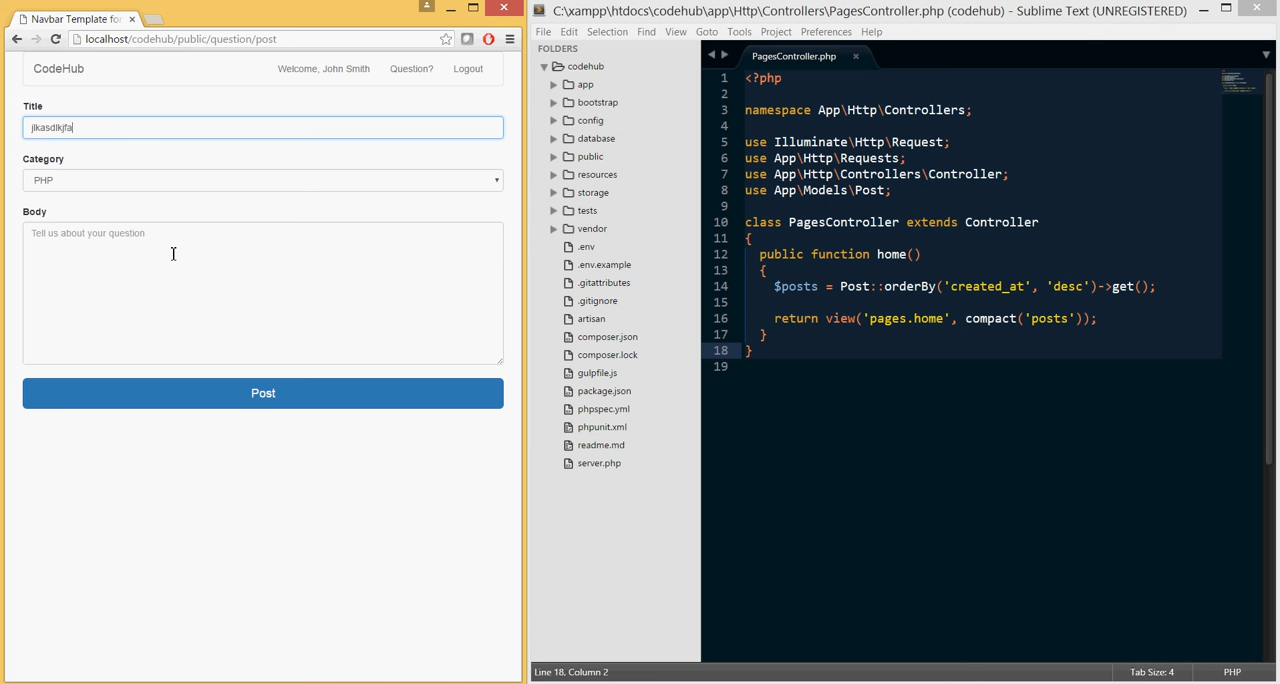 Navbar Template for
localhost/codehub/public/question/post
CodeHub
Welcome, John Smith
Question?
Logout
Title
jlkasdlkjfa
Category
PHP
Body
Tell us about your question
Post
C:\xampp\htdocs\codehub\app\Http\Controllers\PagesController.php (codehub) - Sublime Text (UNREGISTERED)
File Edit Selection Find View Goto Tools Project Preferences Help
FOLDERS
codehub
app
bootstrap
config
database
public
resources
storage
tests
vendor
.env
.env.example
.gitattributes
.gitignore
artisan
composer.json
composer.lock
gulpfile.js
package.json
phpspec.yml
phpunit.xml
readme.md
server.php
PagesController.php
1 <?php
2
3 namespace App\Http\Controllers;
4
5 use Illuminate\Http\Request;
6 use App\Http\Requests;
7 use App\Http\Controllers\Controller;
8 use App\Models\Post;
9
10 class PagesController extends Controller
11 {
12 public function home()
13 {
14 $posts = Post::orderBy('created_at', 'desc')->get();
15
16 return view('pages.home', compact('posts'));
17 }
18 }
19
Line 18, Column 2
Tab Size: 4
PHP